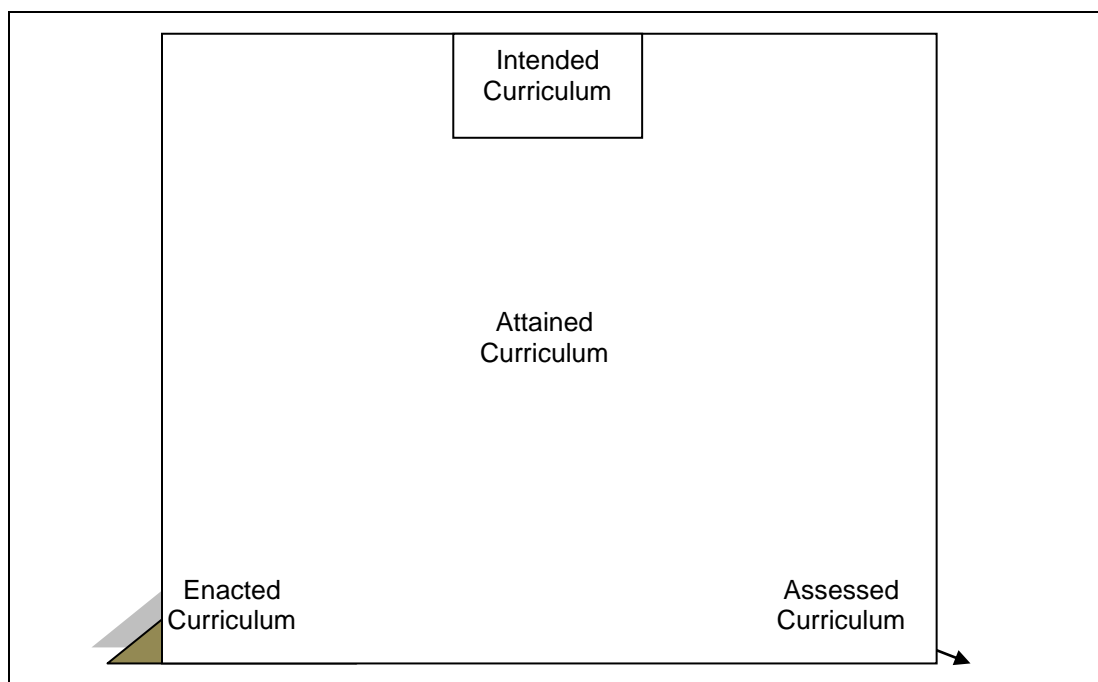 Intended
Curriculum
Attained
Curriculum
Enacted
Curriculum
Assessed
Curriculum